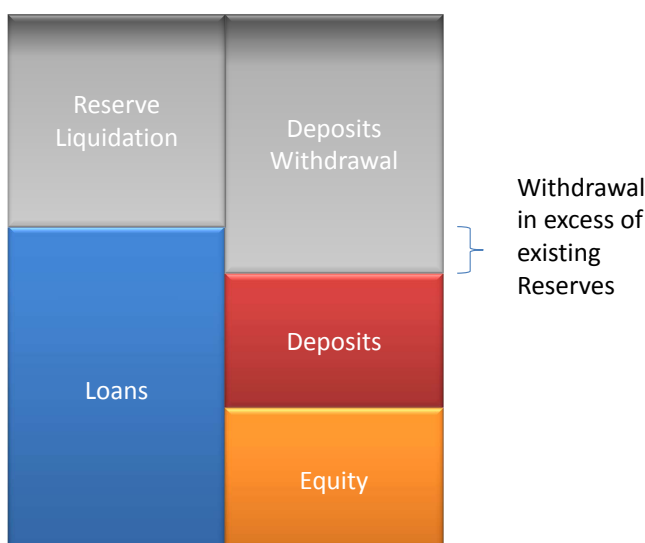 Reserve
Liquidation
Deposits
Withdrawal
Withdrawal
in excess of
existing
Reserves
Deposits
Loans
Equity